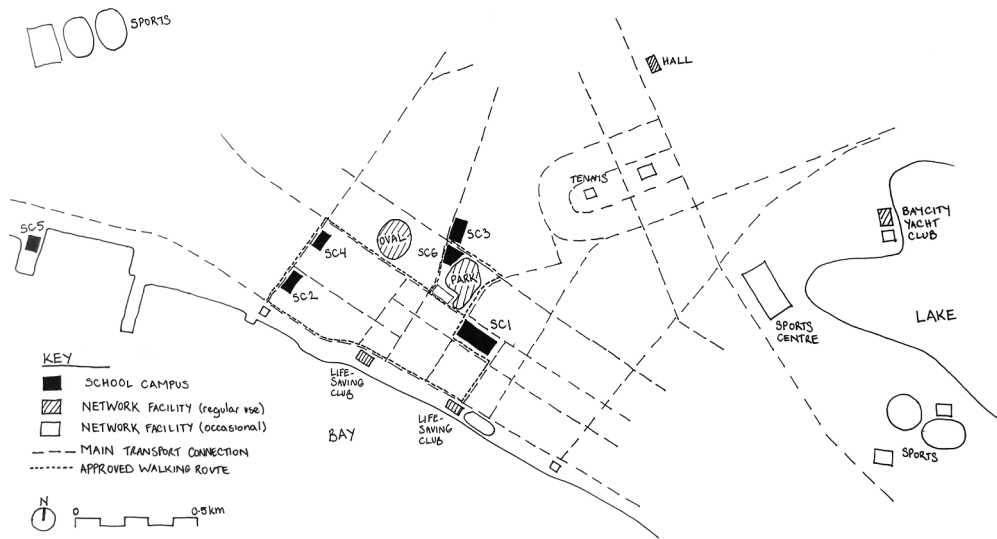 SPORTS
HALL
TENNIS
SC5
OVAL
SC3
SC6
SC4
PARK
SC2
SC1
BAYCITY
YACHT
CLUB
LAKE
SPORTS
CENTRE
KEY
SCHOOL CAMPUS
NETWORK FACILITY (regular use)
NETWORK FACILITY (occasional)
MAIN TRANSPORT CONNECTION
APPROVED WALKING ROUTE
LIFE-
SAVING
CLUB
LIFE-
SAVING
CLUB
BAY
SPORTS
N
0
0.5km